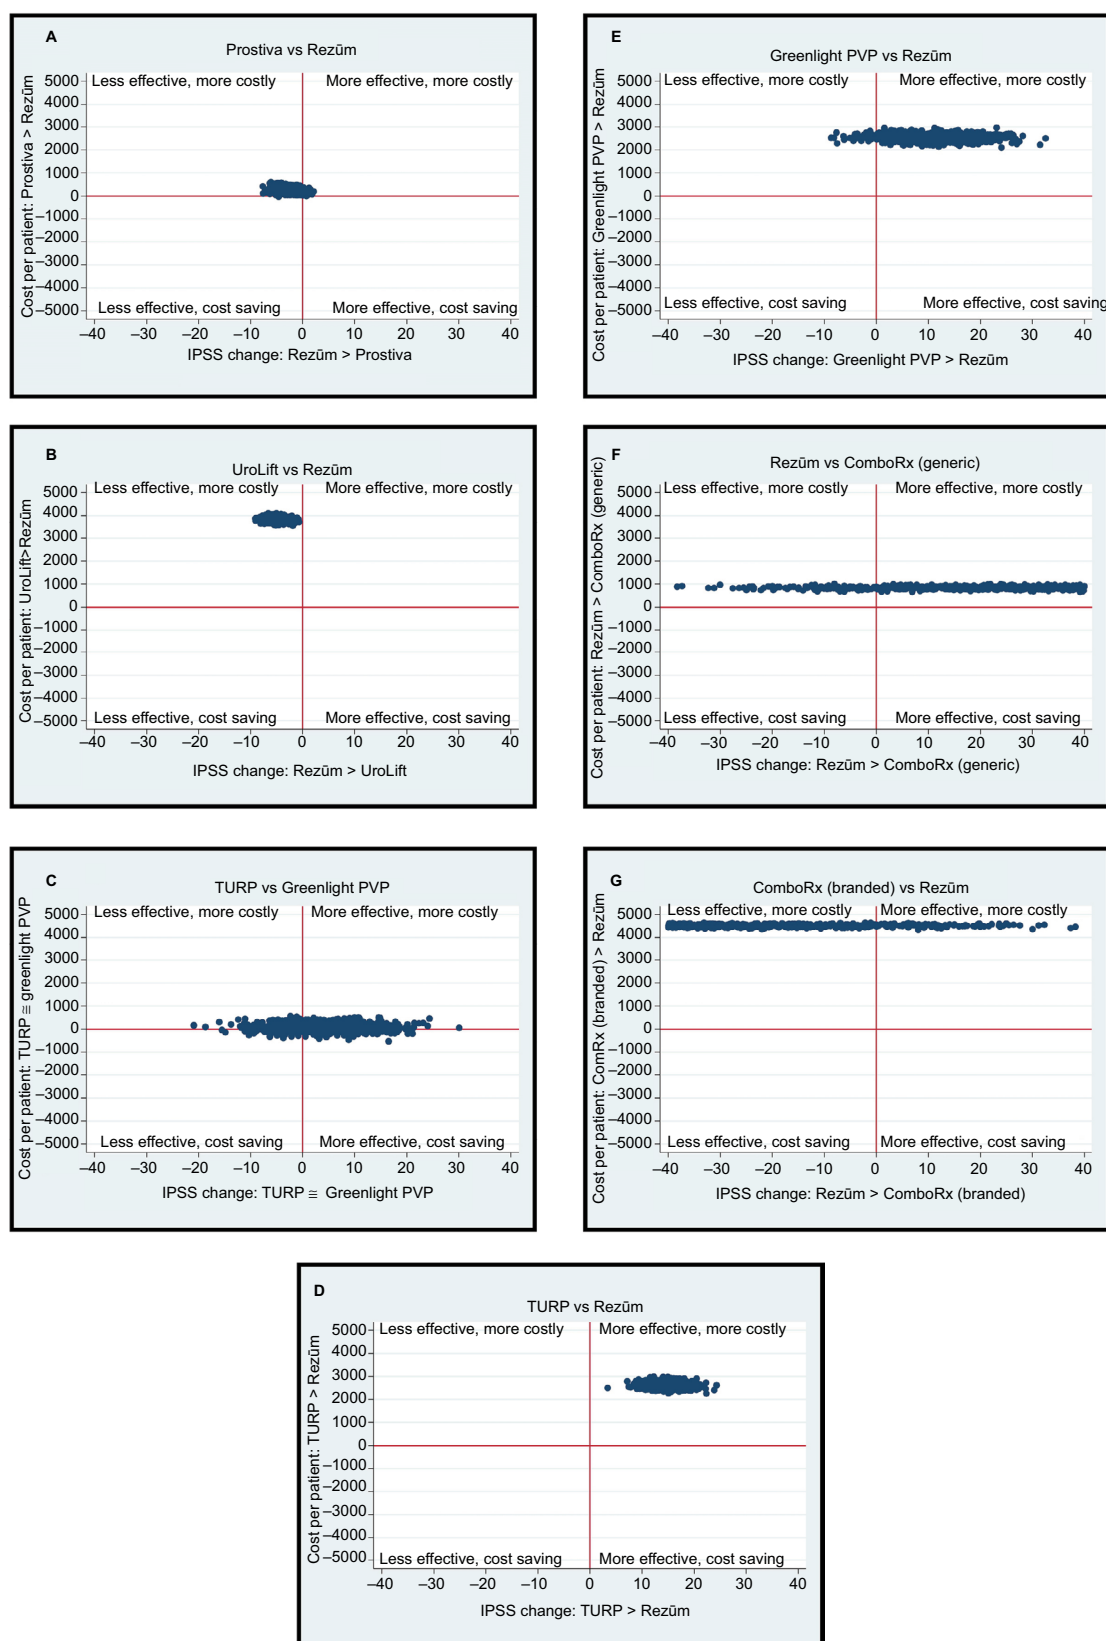 A
Prostiva vs Rezūm
Cost per patient: Prostiva > Rezūm
Less effective, more costly
More effective, more costly
5000
4000
3000
2000
1000
0
–1000
–2000
–3000
–4000
–5000
Less effective, cost saving
More effective, cost saving
–40 –30 –20 –10 0 10 20 30 40
IPSS change: Rezūm > Prostiva
E
Greenlight PVP vs Rezūm
Cost per patient: Greenlight PVP > Rezūm
Less effective, more costly
More effective, more costly
5000
4000
3000
2000
1000
0
–1000
–2000
–3000
–4000
–5000
Less effective, cost saving
More effective, cost saving
–40 –30 –20 –10 0 10 20 30 40
IPSS change: Greenlight PVP > Rezūm
B
UroLift vs Rezūm
Cost per patient: UroLift>Rezūm
Less effective, more costly
More effective, more costly
5000
4000
3000
2000
1000
0
–1000
–2000
–3000
–4000
–5000
Less effective, cost saving
More effective, cost saving
–40 –30 –20 –10 0 10 20 30 40
IPSS change: Rezūm > UroLift
F
Rezūm vs ComboRx (generic)
Cost per patient: Rezūm > ComboRx (generic)
Less effective, more costly
More effective, more costly
5000
4000
3000
2000
1000
0
–1000
–2000
–3000
–4000
–5000
Less effective, cost saving
More effective, cost saving
–40 –30 –20 –10 0 10 20 30 40
IPSS change: Rezūm > ComboRx (generic)
C
TURP vs Greenlight PVP
Cost per patient: TURP ≅ greenlight PVP
Less effective, more costly
More effective, more costly
5000
4000
3000
2000
1000
0
–1000
–2000
–3000
–4000
–5000
Less effective, cost saving
More effective, cost saving
–40 –30 –20 –10 0 10 20 30 40
IPSS change: TURP ≅ Greenlight PVP
G
ComboRx (branded) vs Rezūm
Cost per patient: ComRx (branded) > Rezūm
Less effective, more costly
More effective, more costly
5000
4000
3000
2000
1000
0
–1000
–2000
–3000
–4000
–5000
Less effective, cost saving
More effective, cost saving
–40 –30 –20 –10 0 10 20 30 40
IPSS change: Rezūm > ComboRx (branded)
D
TURP vs Rezūm
Cost per patient: TURP > Rezūm
Less effective, more costly
More effective, more costly
5000
4000
3000
2000
1000
0
–1000
–2000
–3000
–4000
–5000
Less effective, cost saving
More effective, cost saving
–40 –30 –20 –10 0 10 20 30 40
IPSS change: TURP > Rezūm